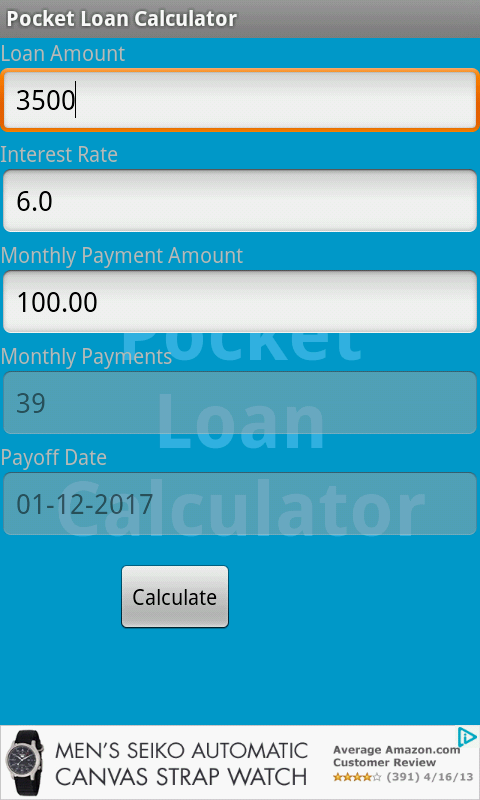 Pocket Loan Calculator
Loan Amount
3500
Interest Rate
6.0
Monthly Payment Amount
100.00
Pocket
Monthly Payments
39
Loan
Payoff Date
01-12-2017
Calculator
Calculate
MEN'S SEIKO AUTOMATIC
CANVAS STRAP WATCH
Average Amazon.com
Customer Review
(391) 4/16/13